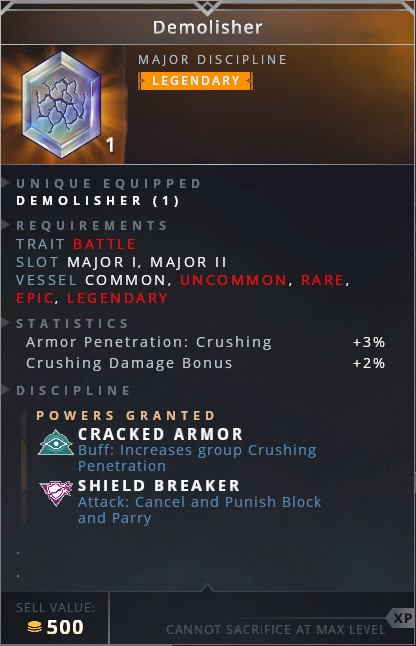 Demolisher
MAJOR DISCIPLINE
LEGENDARY
1
UNIQUE EQUIPPED
DEMOLISHER (1)
REQUIREMENTS
TRAIT BATTLE
SLOT MAJOR I, MAJOR II
VESSEL COMMON, UNCOMMON, RARE,
EPIC, LEGENDARY
STATISTICS
Armor Penetration: Crushing +3%
Crushing Damage Bonus +2%
DISCIPLINE
POWERS GRANTED
CRACKED ARMOR
Buff: Increases group Crushing
Penetration
SHIELD BREAKER
Attack: Cancel and Punish Block
and Parry
.
.
SELL VALUE:
500
CANNOT SACRIFICE AT MAX LEVEL
XP